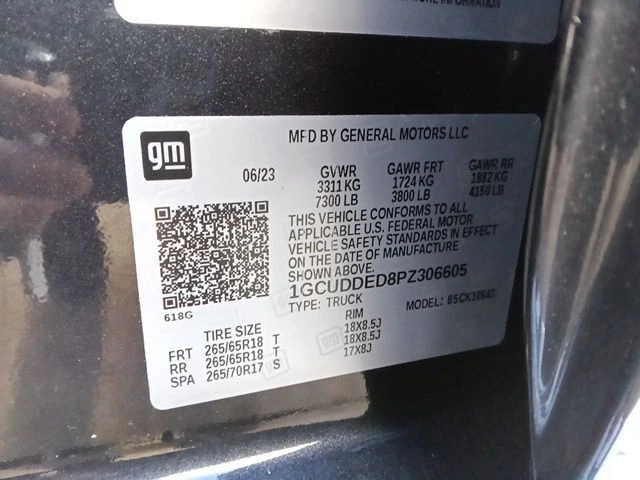 INFORMATION
gm
MFD BY GENERAL MOTORS LLC
06/23
GVWR GAWR FRT GAWR RR
3311 KG 1724 KG 1882 KG
7300 LB 3800 LB 4150 LB
THIS VEHICLE CONFORMS TO ALL
APPLICABLE U.S. FEDERAL MOTOR
VEHICLE SAFETY STANDARDS IN EFFECT
ON THE DATE OF MANUFACTURE
SHOWN ABOVE.
1GCUDDED8PZ306605
618G
TYPE: TRUCK MODEL: 85CK10543
TIRE SIZE RIM
FRT 265/65R18 T 18X8.5J
RR 265/65R18 T 18X8.5J
SPA 265/70R17 S 17X8J